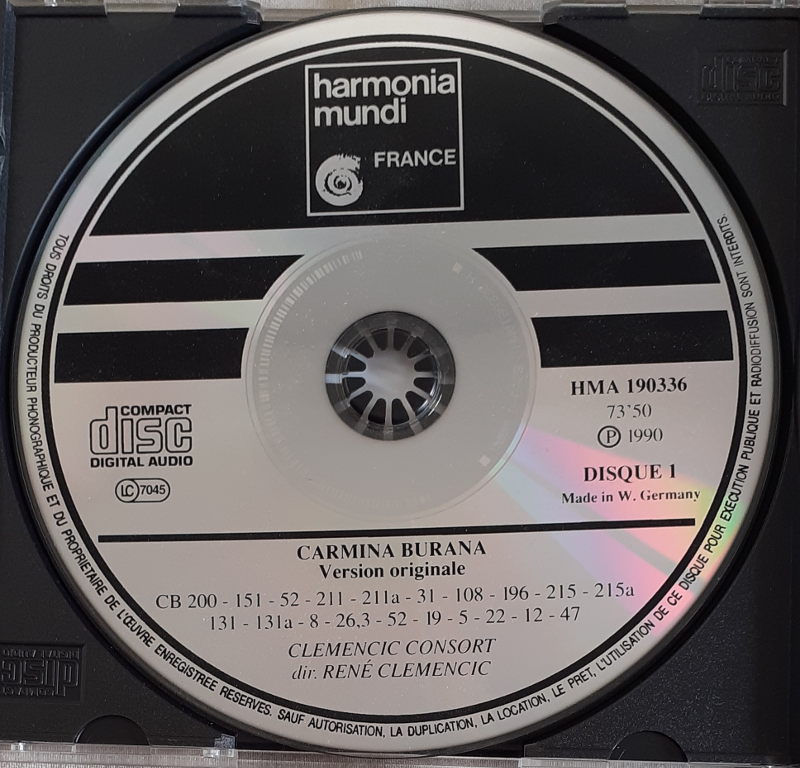 harmonia
mundi
FRANCE
COMPACT
disc
DIGITAL AUDIO
LC 7045
HMA 190336
73'50
Ⓟ 1990
DISQUE 1
Made in W. Germany
CARMINA BURANA
Version originale
CB 200 - 151 - 52 - 211 - 211a - 31 - 108 - 196 - 215 - 215a
131 - 131a - 8 - 26,3 - 52 - 19 - 5 - 22 - 12 - 47
CLEMENCIC CONSORT
dir. RENÉ CLEMENCIC
TOUS DROITS DU PRODUCTEUR PHONOGRAPHIQUE ET DU PROPRIETAIRE DE L'ŒUVRE ENREGISTREE RESERVES. SAUF AUTORISATION, LA DUPLICATION, LA LOCATION, LE PRET, L'UTILISATION DE CE DISQUE POUR EXECUTION PUBLIQUE ET RADIODIFFUSION SONT INTERDITS.
disc